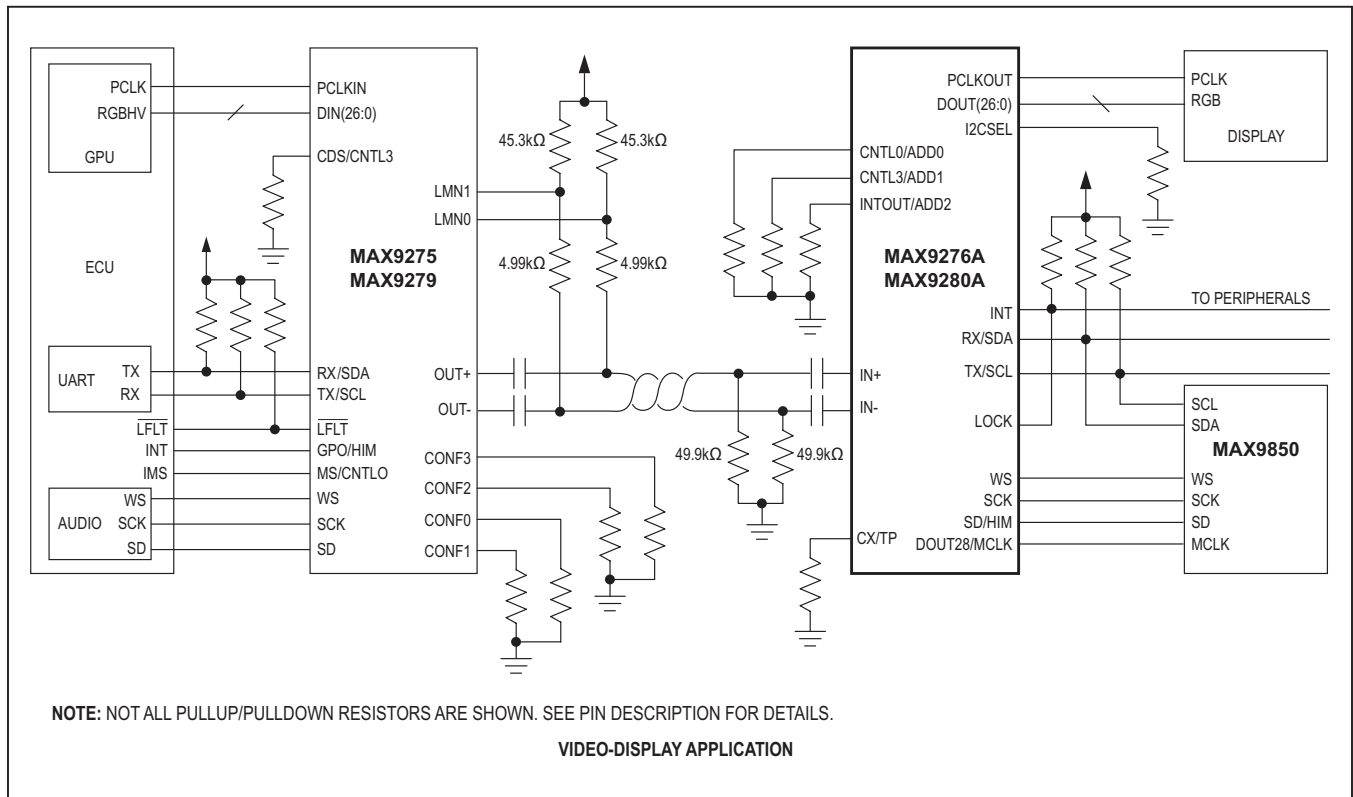 ECU
PCLK
RGBHV
GPU
UART
TX
RX
LFLT
INT
IMS
AUDIO
WS
SCK
SD
PCLKIN
DIN(26:0)
CDS/CNTL3
LMN1
LMN0
MAX9275
MAX9279
RX/SDA
TX/SCL
LFLT
GPO/HIM
MS/CNTLO
WS
SCK
SD
OUT+
OUT-
CONF3
CONF2
CONF0
CONF1
45.3kΩ
45.3kΩ
4.99kΩ
4.99kΩ
49.9kΩ
49.9kΩ
PCLKOUT
DOUT(26:0)
I2CSEL
CNTL0/ADD0
CNTL3/ADD1
INTOUT/ADD2
MAX9276A
MAX9280A
INT
RX/SDA
TX/SCL
IN+
IN-
LOCK
WS
SCK
SD/HIM
CX/TP
DOUT28/MCLK
PCLK
RGB
DISPLAY
TO PERIPHERALS
SCL
SDA
MAX9850
WS
SCK
SD
MCLK
NOTE: NOT ALL PULLUP/PULLDOWN RESISTORS ARE SHOWN. SEE PIN DESCRIPTION FOR DETAILS.
VIDEO-DISPLAY APPLICATION